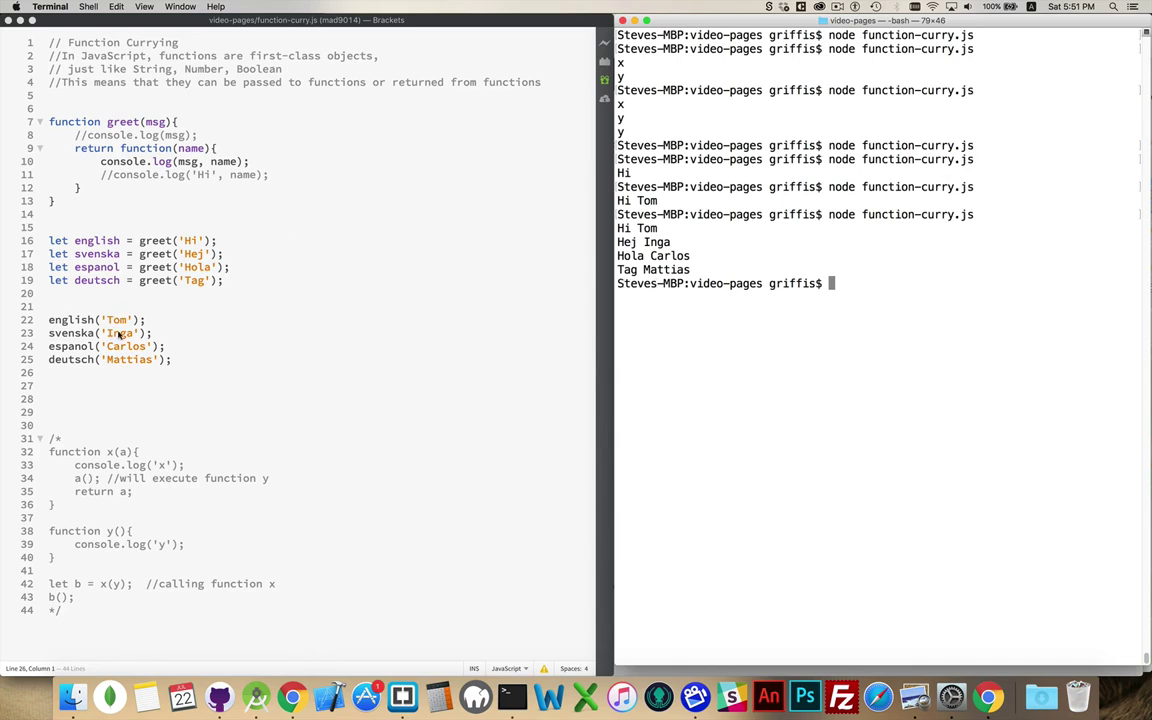 Terminal Shell Edit View Window Help
100% Sat 5:51 PM
video-pages/function-curry.js (mad9014) — Brackets
1 // Function Currying
2 //In JavaScript, functions are first-class objects,
3 // just like String, Number, Boolean
4 //This means that they can be passed to functions or returned from functions
5
6
7 function greet(msg){
8 //console.log(msg);
9 return function(name){
10 console.log(msg, name);
11 //console.log('Hi', name);
12 }
13 }
14
15
16 let english = greet('Hi');
17 let svenska = greet('Hej');
18 let espanol = greet('Hola');
19 let deutsch = greet('Tag');
20
21
22 english('Tom');
23 svenska('Inga');
24 espanol('Carlos');
25 deutsch('Mattias');
26
27
28
29
30
31 /*
32 function x(a){
33 console.log('x');
34 a(); //will execute function y
35 return a;
36 }
37
38 function y(){
39 console.log('y');
40 }
41
42 let b = x(y); //calling function x
43 b();
44 */
Line 26, Column 1 — 44 Lines
INS JavaScript Spaces: 4
video-pages — -bash — 79×46
Steves-MBP:video-pages griffis$ node function-curry.js
Steves-MBP:video-pages griffis$ node function-curry.js
x
y
Steves-MBP:video-pages griffis$ node function-curry.js
x
y
y
Steves-MBP:video-pages griffis$ node function-curry.js
Steves-MBP:video-pages griffis$ node function-curry.js
Hi
Steves-MBP:video-pages griffis$ node function-curry.js
Hi Tom
Steves-MBP:video-pages griffis$ node function-curry.js
Hi Tom
Hej Inga
Hola Carlos
Tag Mattias
Steves-MBP:video-pages griffis$
JUL
22
An
Ps
Fz